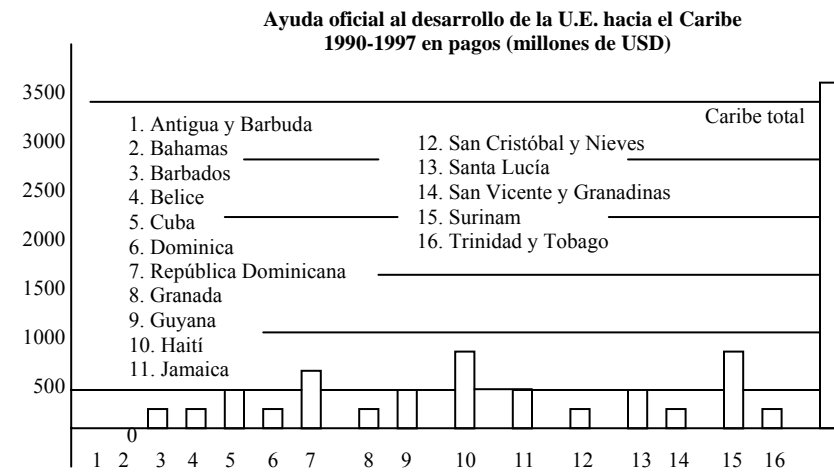 Ayuda oficial al desarrollo de la U.E. hacia el Caribe
1990-1997 en pagos (millones de USD)
3500
3000
2500
2000
1500
1000
500
0
Caribe total
1. Antigua y Barbuda
2. Bahamas
3. Barbados
4. Belice
5. Cuba
6. Dominica
7. República Dominicana
8. Granada
9. Guyana
10. Haití
11. Jamaica
12. San Cristóbal y Nieves
13. Santa Lucía
14. San Vicente y Granadinas
15. Surinam
16. Trinidad y Tobago
1 2 3 4 5 6 7 8 9 10 11 12 13 14 15 16